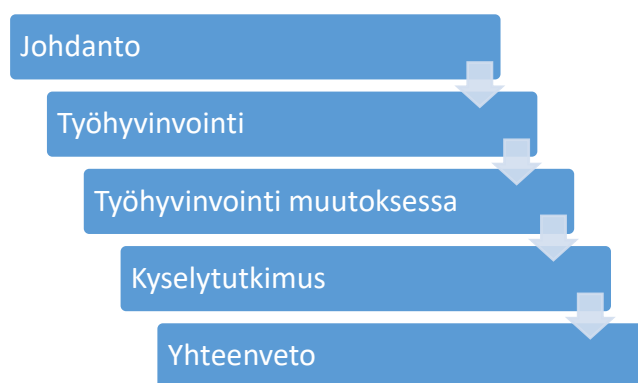 Johdanto
Työhyvinvointi
Työhyvinvointi muutoksessa
Kyselytutkimus
Yhteenveto